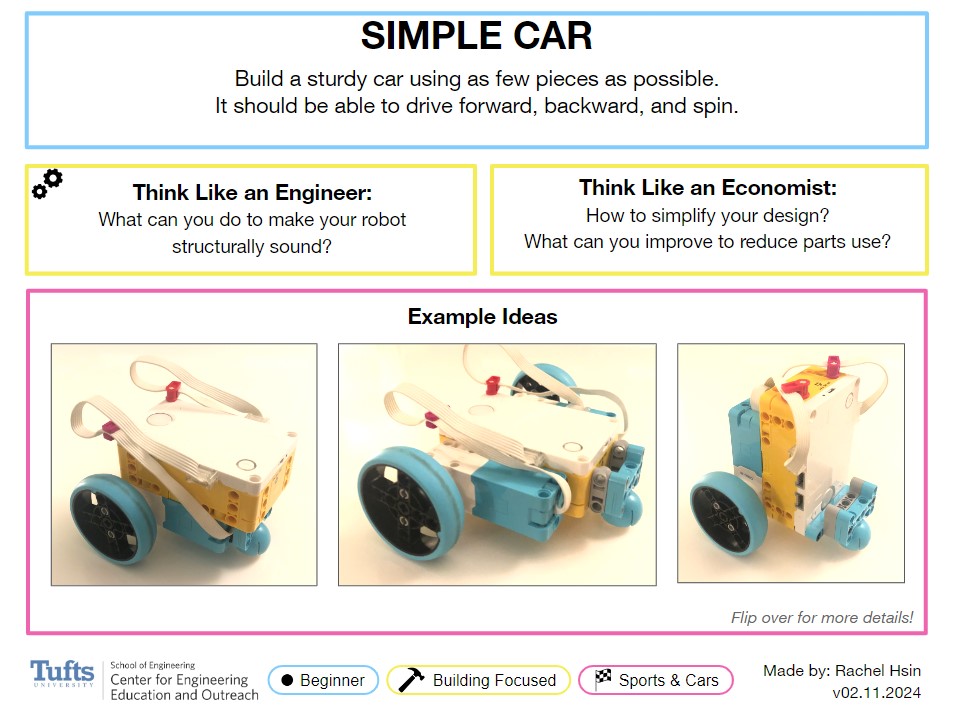 SIMPLE CAR
Build a sturdy car using as few pieces as possible.
It should be able to drive forward, backward, and spin.
Think Like an Engineer:
What can you do to make your robot
structurally sound?
Think Like an Economist:
How to simplify your design?
What can you improve to reduce parts use?
Example Ideas
Flip over for more details!
Tufts
UNIVERSITY
School of Engineering
Center for Engineering
Education and Outreach
Beginner
Building Focused
Sports & Cars
Made by: Rachel Hsin
v02.11.2024